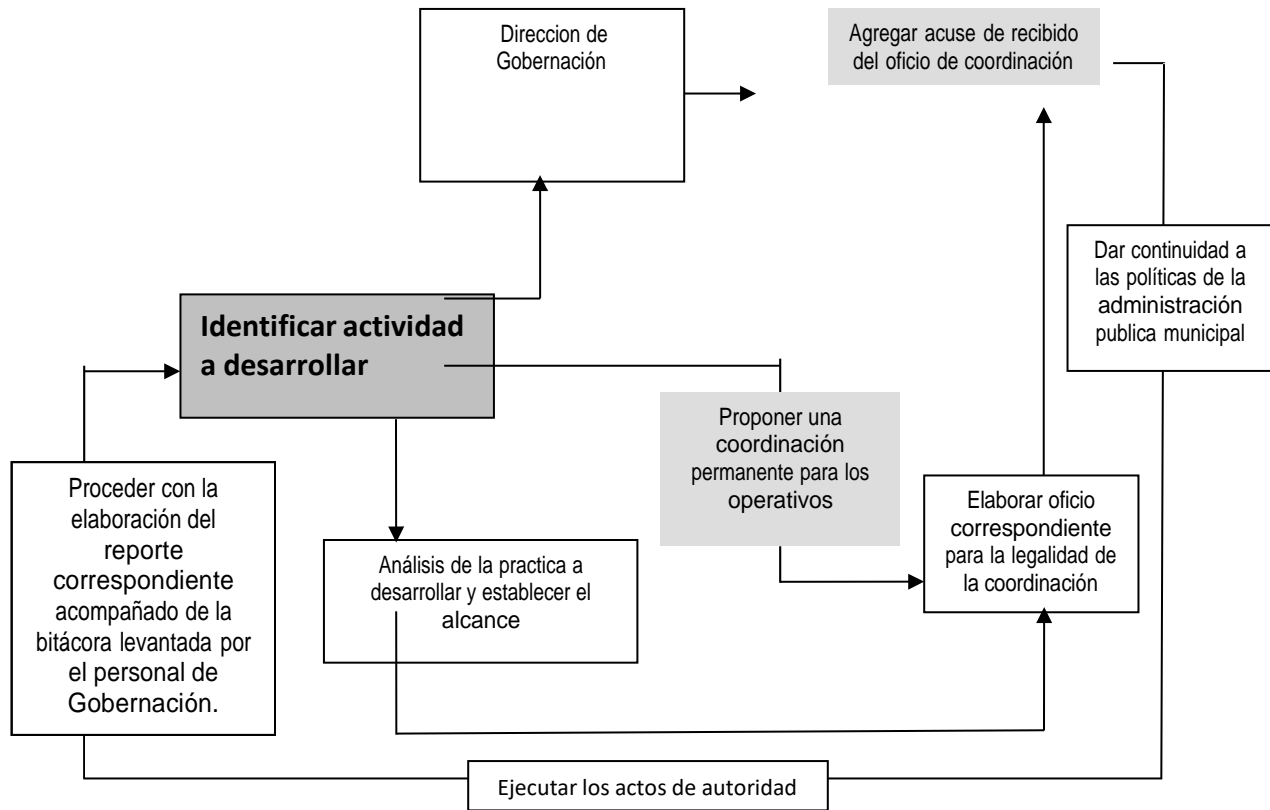 Direccion de
Gobernación
Agregar acuse de recibido
del oficio de coordinación
Dar continuidad a
las políticas de la
administración
publica municipal
Identificar actividad
a desarrollar
Proponer una
coordinación
permanente para los
operativos
Proceder con la
elaboración del
reporte
correspondiente
acompañado de la
bitácora levantada por
el personal de
Gobernación.
Análisis de la practica a
desarrollar y establecer el
alcance
Elaborar oficio
correspondiente
para la legalidad de
la coordinación
Ejecutar los actos de autoridad